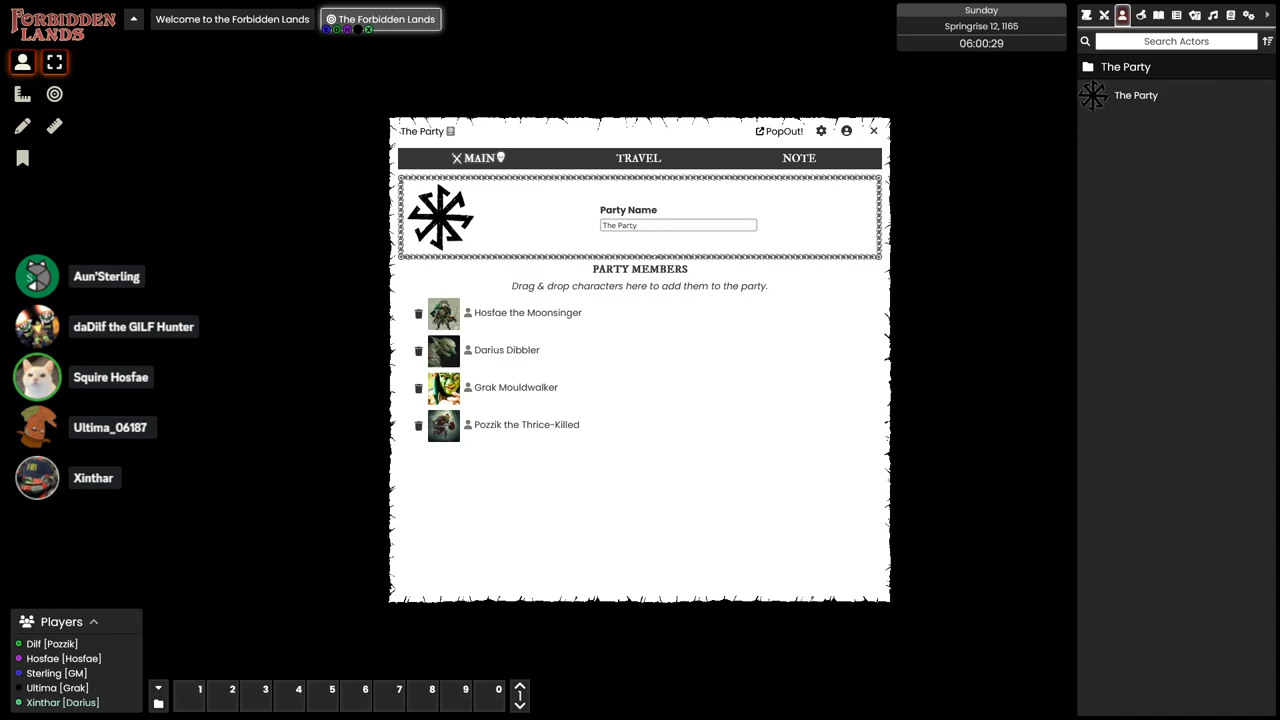 FORBIDDEN
LANDS
Welcome to the Forbidden Lands
The Forbidden Lands
Sunday
Springrise 12, 1165
06:00:29
Search Actors
The Party
The Party
The Party
PopOut!
MAIN
TRAVEL
NOTE
Party Name
The Party
PARTY MEMBERS
Drag & drop characters here to add them to the party.
Hosfae the Moonsinger
Darius Dibbler
Grak Mouldwalker
Pozzik the Thrice-Killed
Aun'Sterling
daDilf the GILF Hunter
Squire Hosfae
Ultima_06187
Xinthar
Players
Dilf [Pozzik]
Hosfae [Hosfae]
Sterling [GM]
Ultima [Grak]
Xinthar [Darius]
1 2 3 4 5 6 7 8 9 0
1